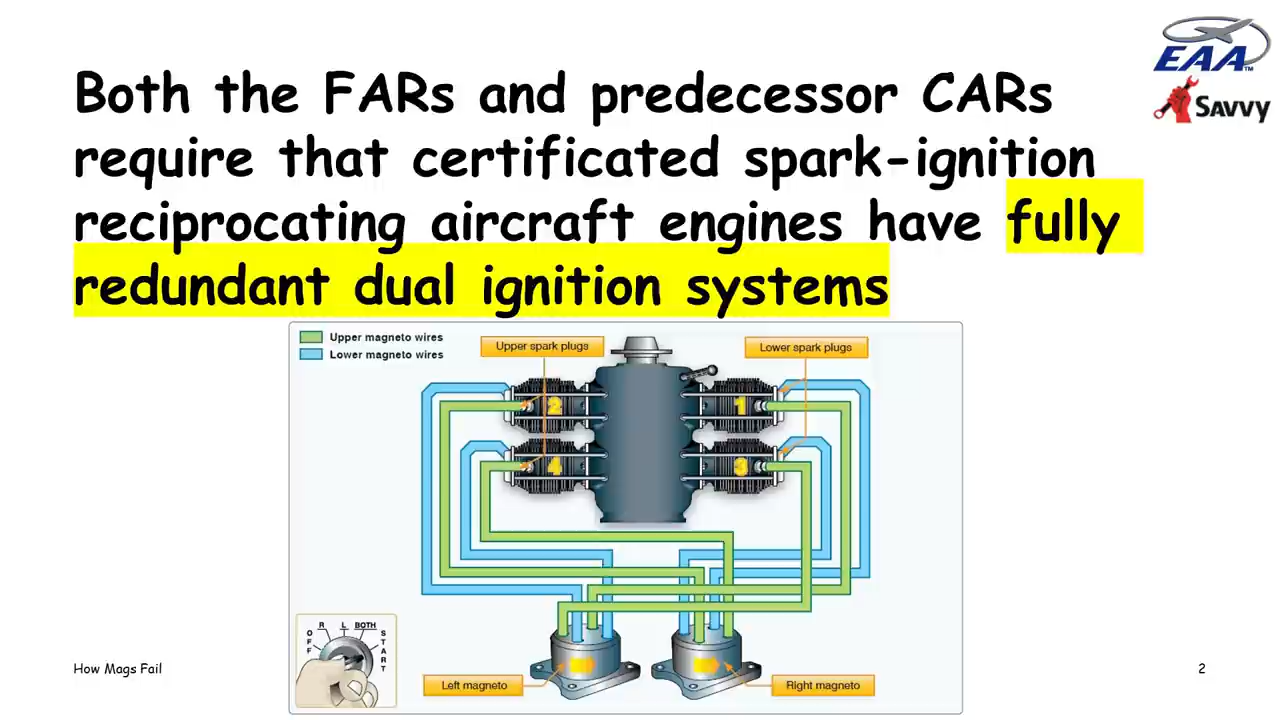 EAA™
SAVVY
Both the FARs and predecessor CARs
require that certificated spark-ignition
reciprocating aircraft engines have fully
redundant dual ignition systems
Upper magneto wires
Lower magneto wires
Upper spark plugs
Lower spark plugs
2
1
4
3
OFF
R
L
BOTH
START
Left magneto
Right magneto
How Mags Fail
2